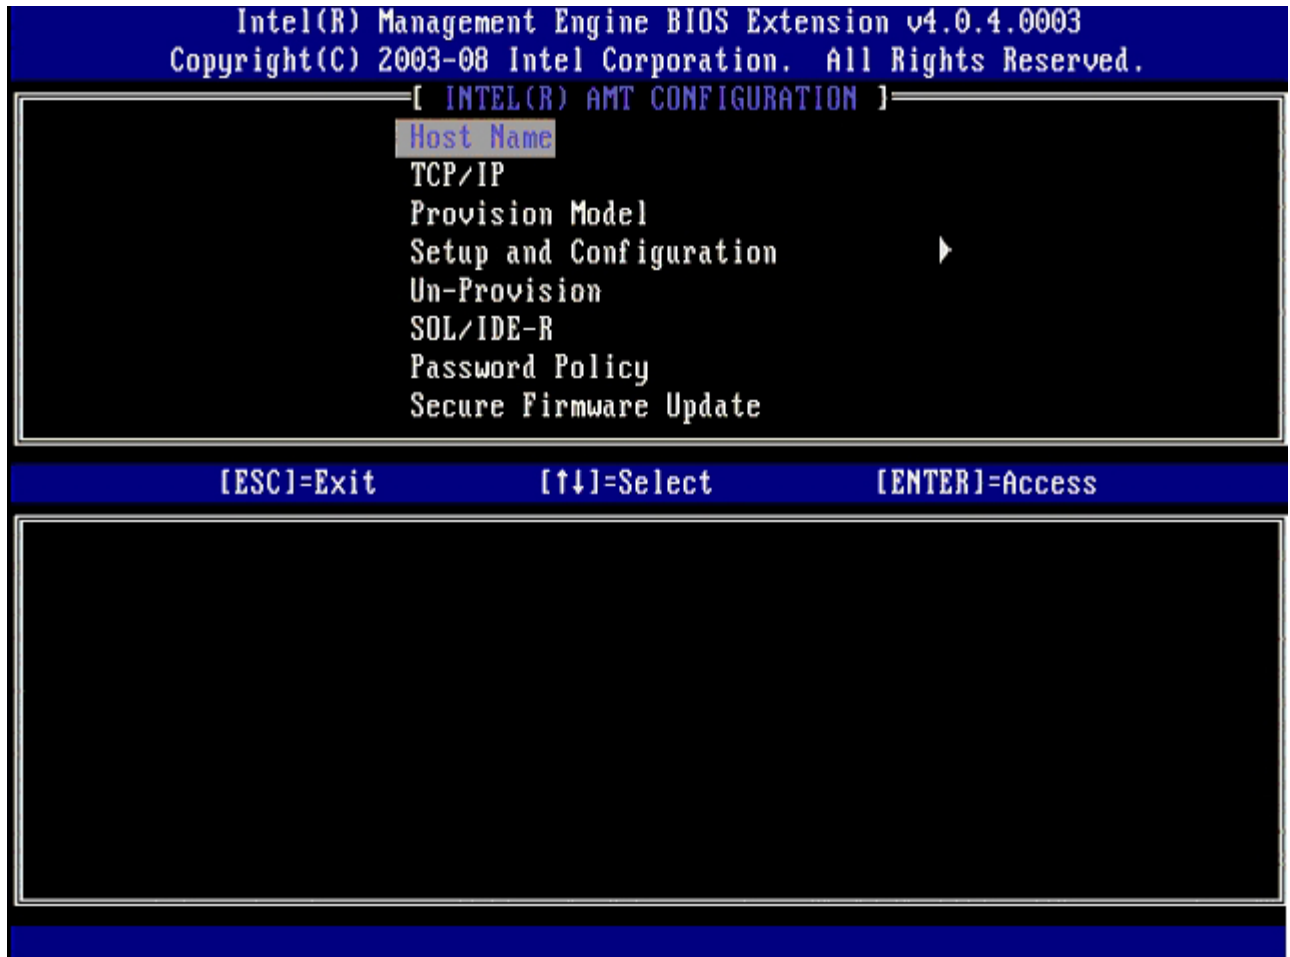 Intel(R) Management Engine BIOS Extension v4.0.4.0003
Copyright(C) 2003-08 Intel Corporation. All Rights Reserved.
[ INTEL(R) AMT CONFIGURATION ]
Host Name
TCP/IP
Provision Model
Setup and Configuration
Un-Provision
SOL/IDE-R
Password Policy
Secure Firmware Update
[ESC]=Exit [↑↓]=Select [ENTER]=Access